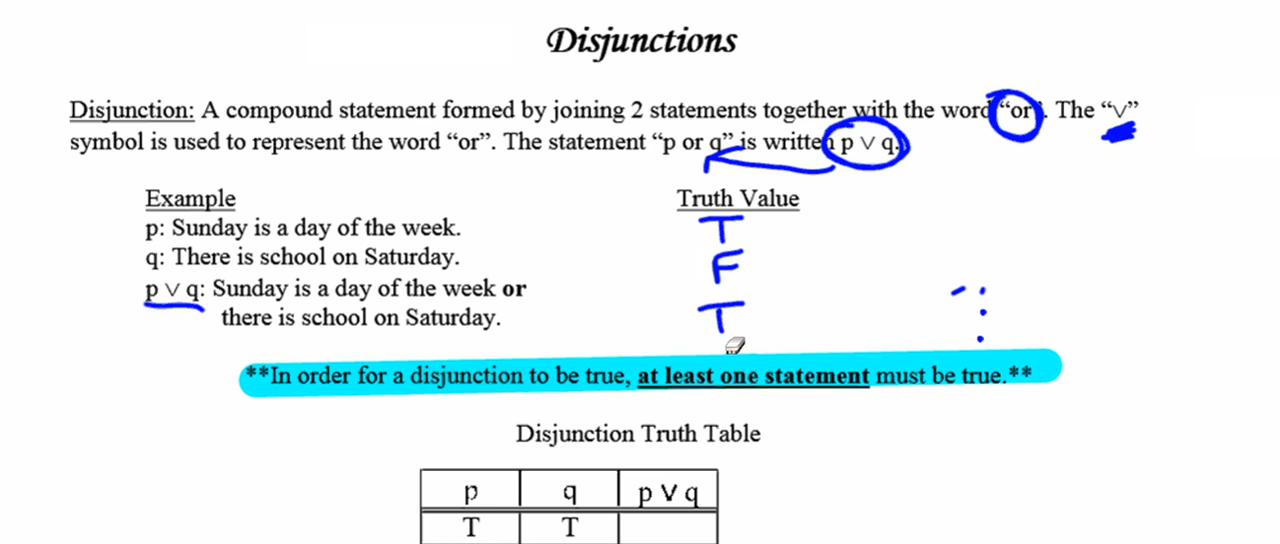 Disjunctions
Disjunction: A compound statement formed by joining 2 statements together with the word “or”. The “∨”
symbol is used to represent the word “or”. The statement “p or q” is written p ∨ q.
Example Truth Value
p: Sunday is a day of the week. T
q: There is school on Saturday. F
p ∨ q: Sunday is a day of the week or
there is school on Saturday. T
**In order for a disjunction to be true, at least one statement must be true.**
Disjunction Truth Table
p q p ∨ q
T T